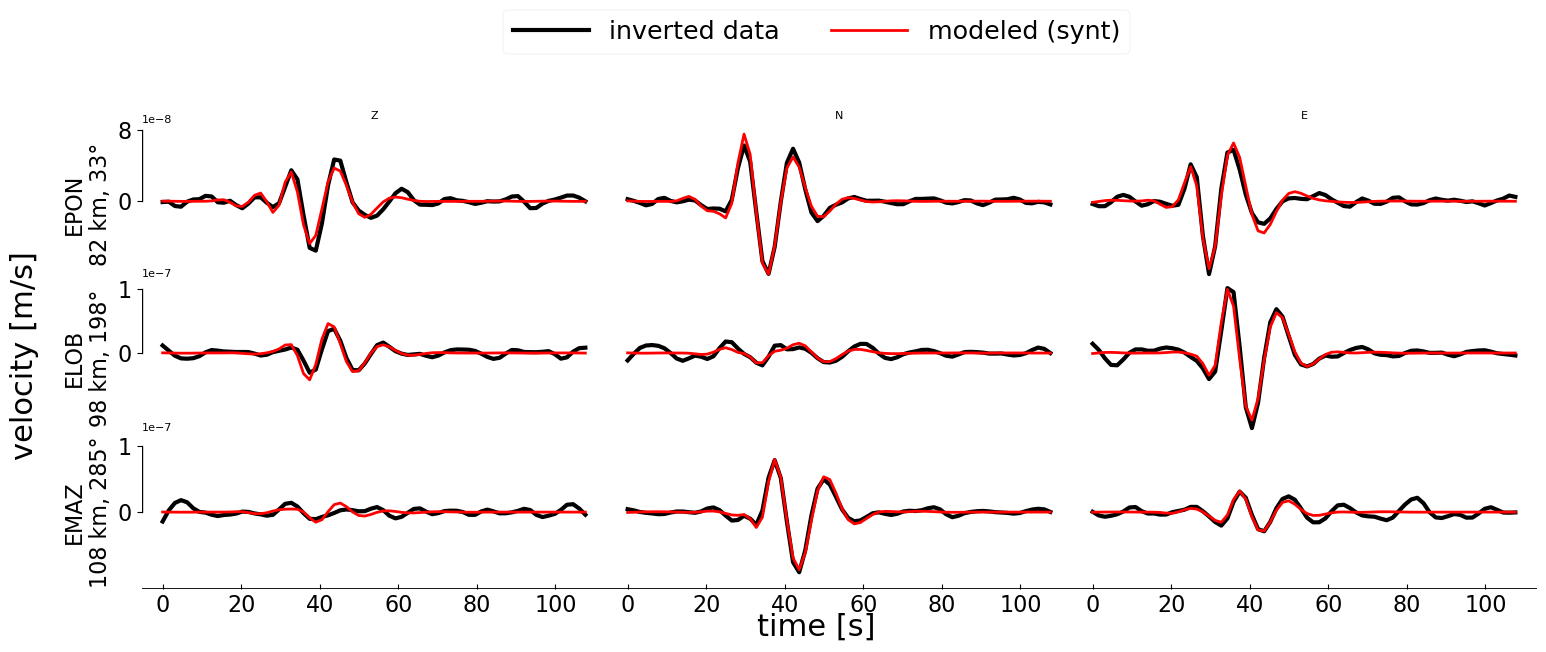 inverted data modeled (synt)
Z N E
velocity [m/s]
1e−8
8
0
EPON
82 km, 33°
1e−7
1
0
ELOB
98 km, 198°
1e−7
1
0
EMAZ
108 km, 285°
0 20 40 60 80 100 0 20 40 60 80 100 0 20 40 60 80 100
time [s]